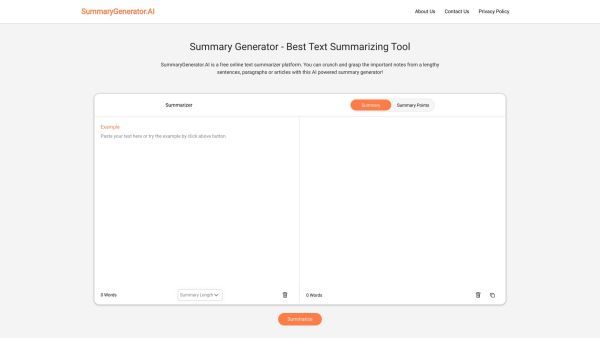 SummaryGenerator.AI
About Us Contact Us Privacy Policy
Summary Generator - Best Text Summarizing Tool
SummaryGenerator.AI is a free online text summarizer platform. You can crunch and grasp the important notes from a lengthy
sentences, paragraphs or articles with this AI powered summary generator!
Summarizer
Summary Summary Points
Example
Paste your text here or try the example by click above button
0 Words Summary Length 0 Words
Summarize